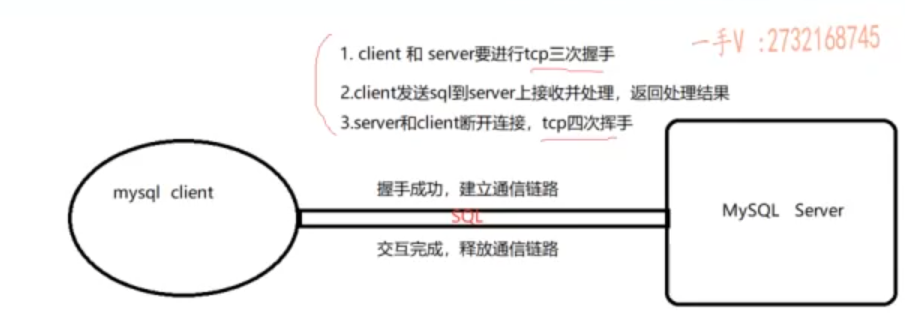 一手V :2732168745
1. client 和 server要进行tcp三次握手
2.client发送sql到server上接收并处理，返回处理结果
3.server和client断开连接，tcp四次挥手
mysql client
握手成功，建立通信链路
SQL
交互完成，释放通信链路
MySQL Server